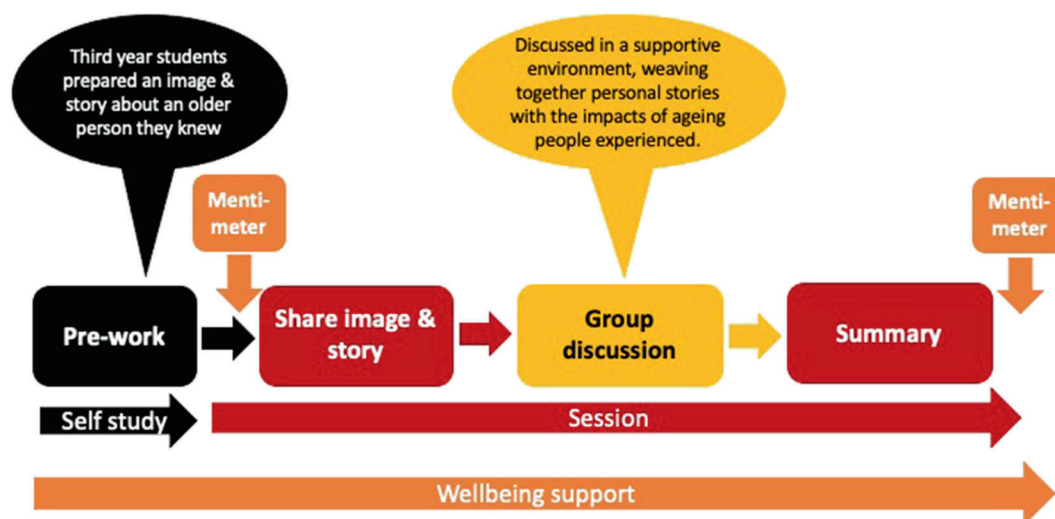 Third year students
prepared an image &
story about an older
person they knew
Discussed in a supportive
environment, weaving
together personal stories
with the impacts of ageing
people experienced.
Menti-
meter
Menti-
meter
Pre-work
Share image &
story
Group
discussion
Summary
Self study
Session
Wellbeing support